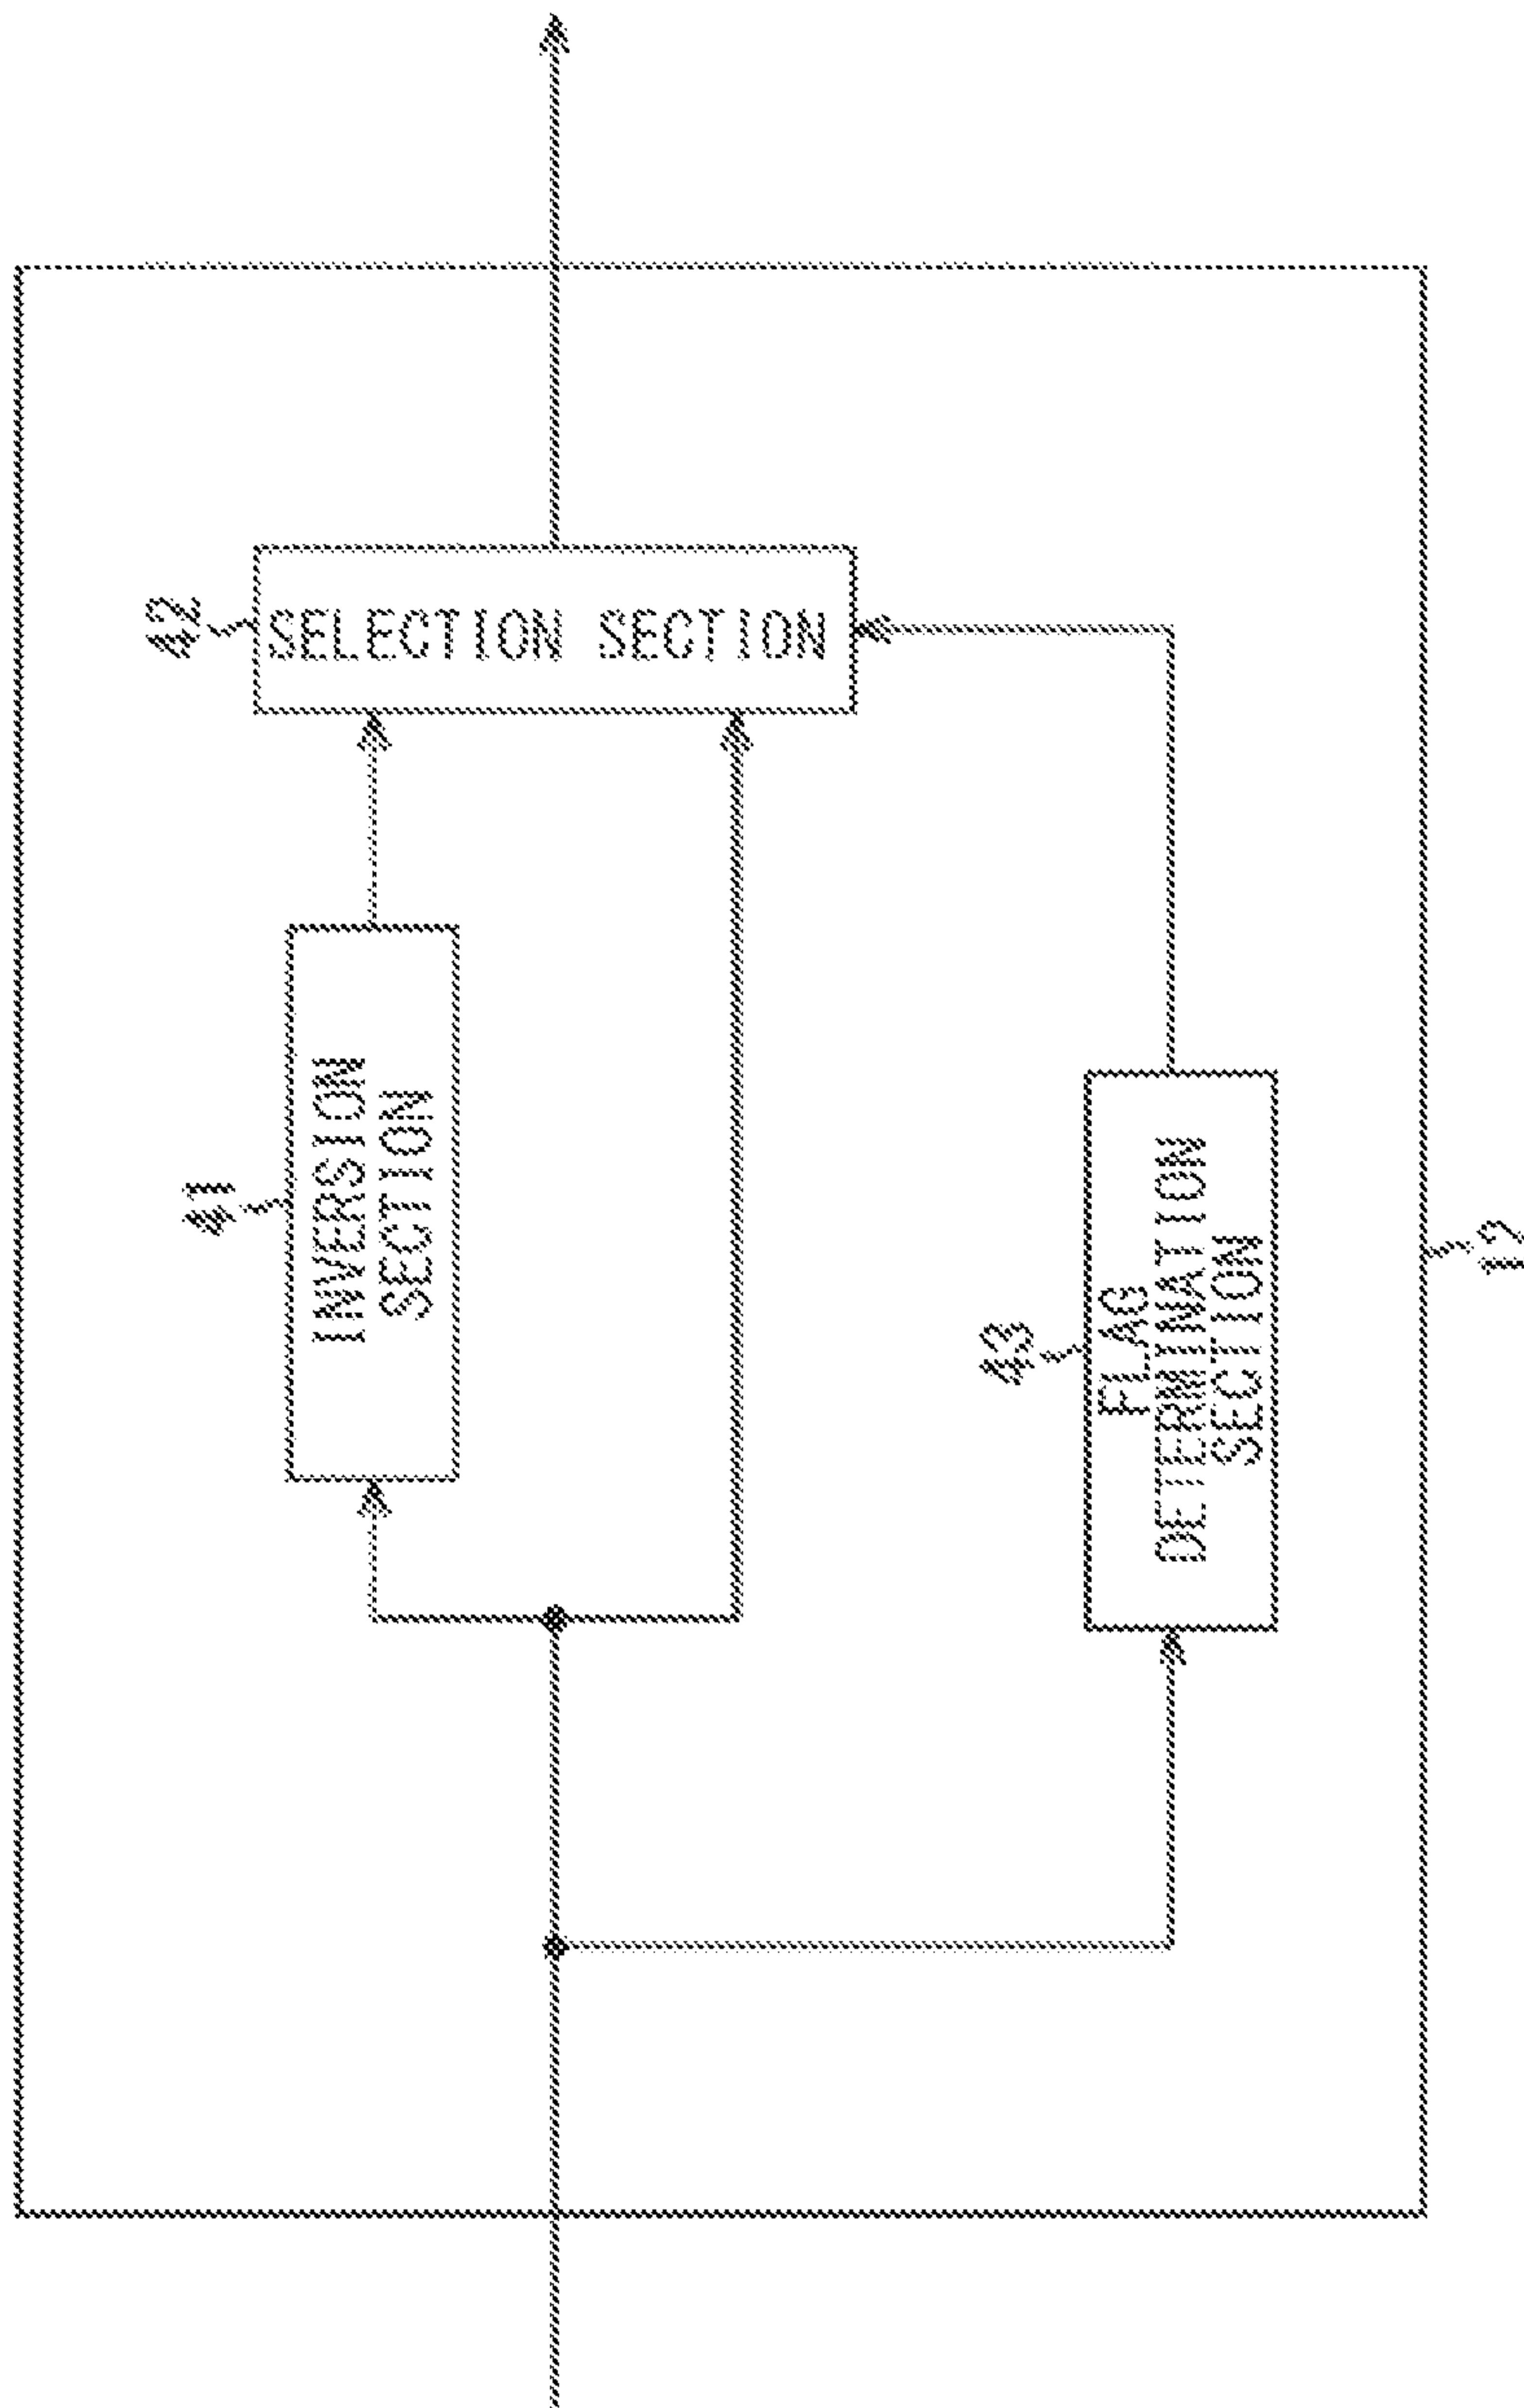 42
SELECTION SECTION
41
INVERSION
SECTION
43
FLAG
DETERMINATION
SECTION
12